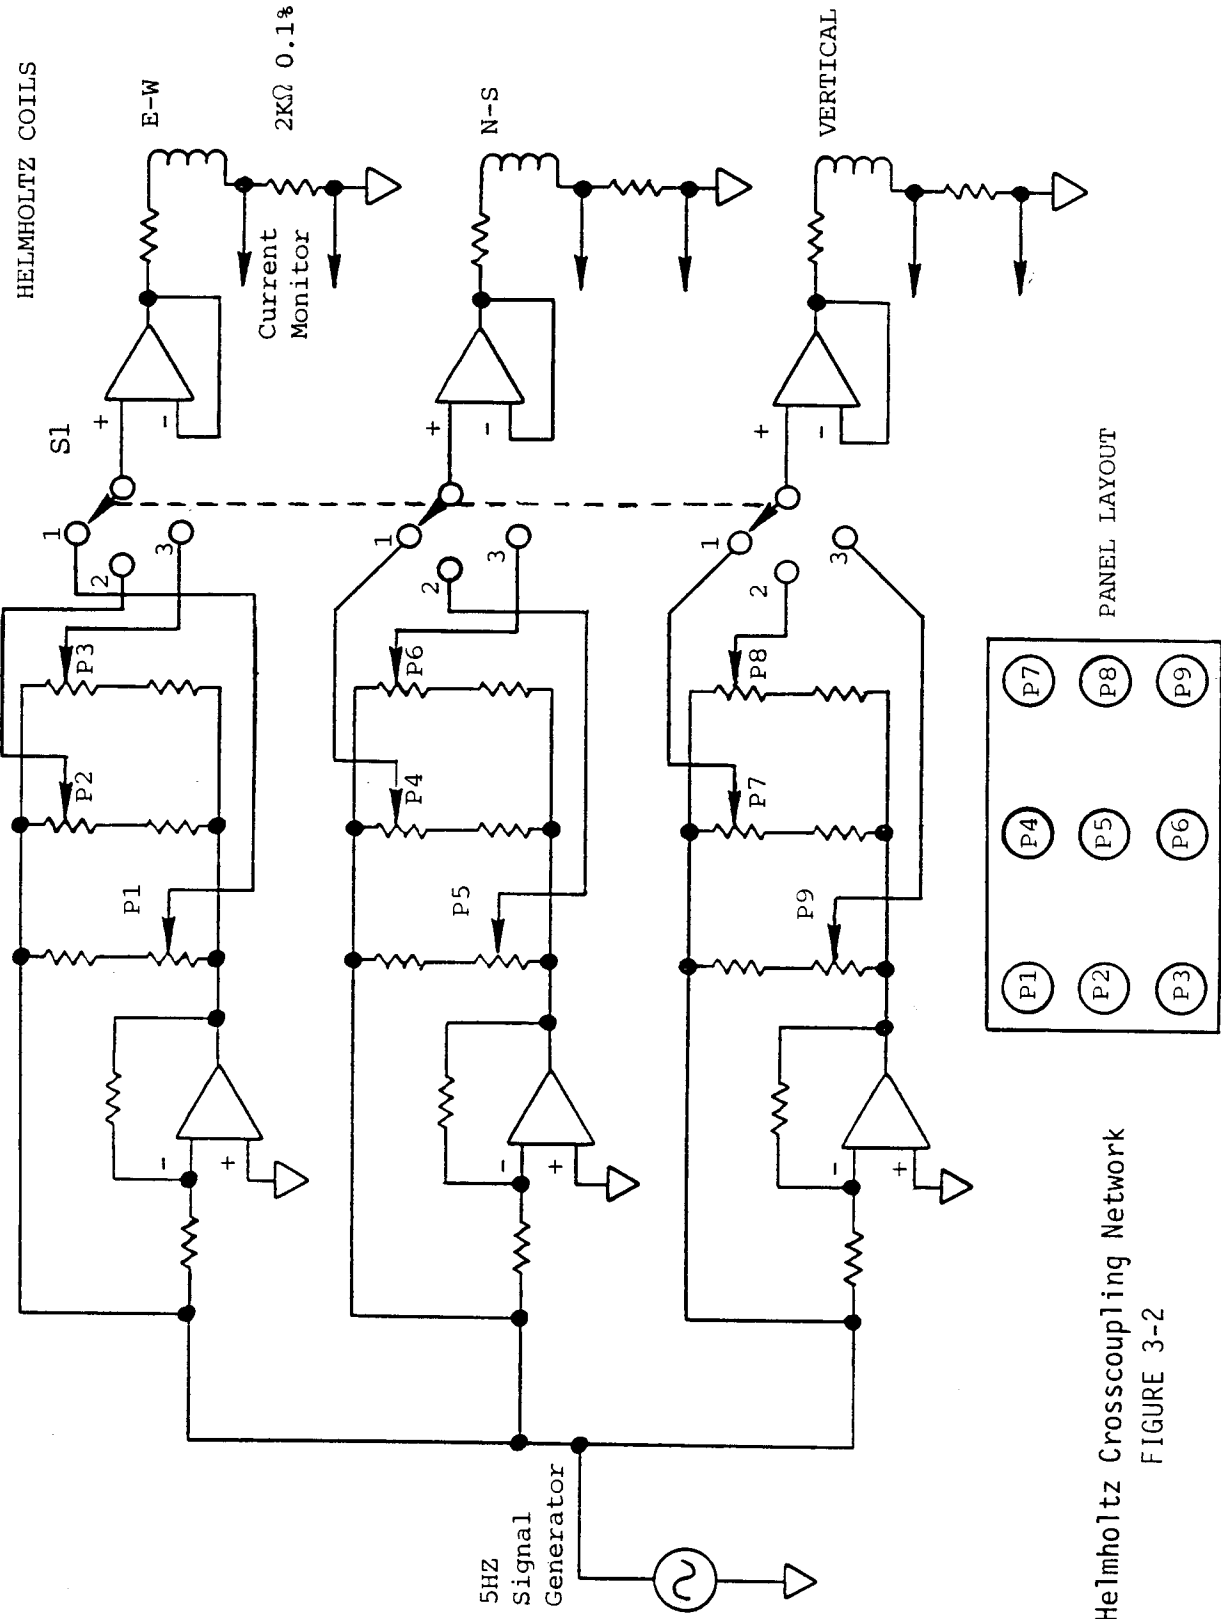 HELMHOLTZ COILS
E-W
2KΩ 0.1%
Current
Monitor
S1
+
-
1
2
3
P3
P2
P1
-
+
N-S
+
-
1
2
3
P6
P4
P5
-
+
VERTICAL
+
-
1
2
3
P8
P7
P9
-
+
5HZ
Signal
Generator
P1 P4 P7
P2 P5 P8
P3 P6 P9
PANEL LAYOUT
Helmholtz Crosscoupling Network
FIGURE 3-2